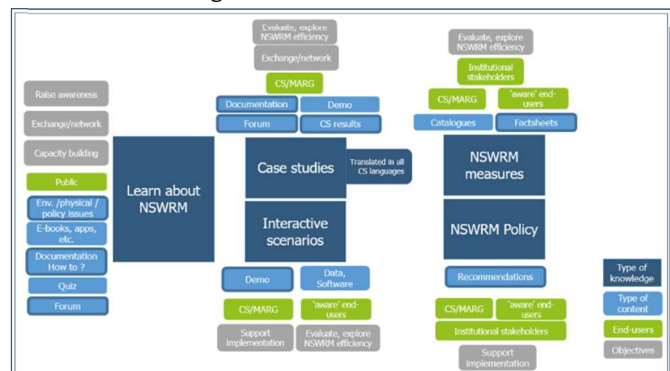 Evaluate, explore
NSWRM efficiency
Exchange/network
CS/MARG
Documentation
Demo
Forum
CS results
Raise awareness
Exchange/network
Capacity building
Public
Env. /physical /
policy issues
E-books, apps,
etc.
Documentation
How to ?
Quiz
Forum
Learn about
NSWRM
Case studies
Translated in all
CS languages
Interactive
scenarios
Demo
Data,
Software
CS/MARG
'aware' end-
users
Support
implementation
Evaluate, explore
NSWRM efficiency
Evaluate, explore
NSWRM efficiency
Institutional
stakeholders
CS/MARG
'aware' end-
users
Catalogues
Factsheets
NSWRM
measures
NSWRM Policy
Recommendations
CS/MARG
'aware' end-
users
Institutional stakeholders
Support
implementation
Type of
knowledge
Type of
content
End-users
Objectives